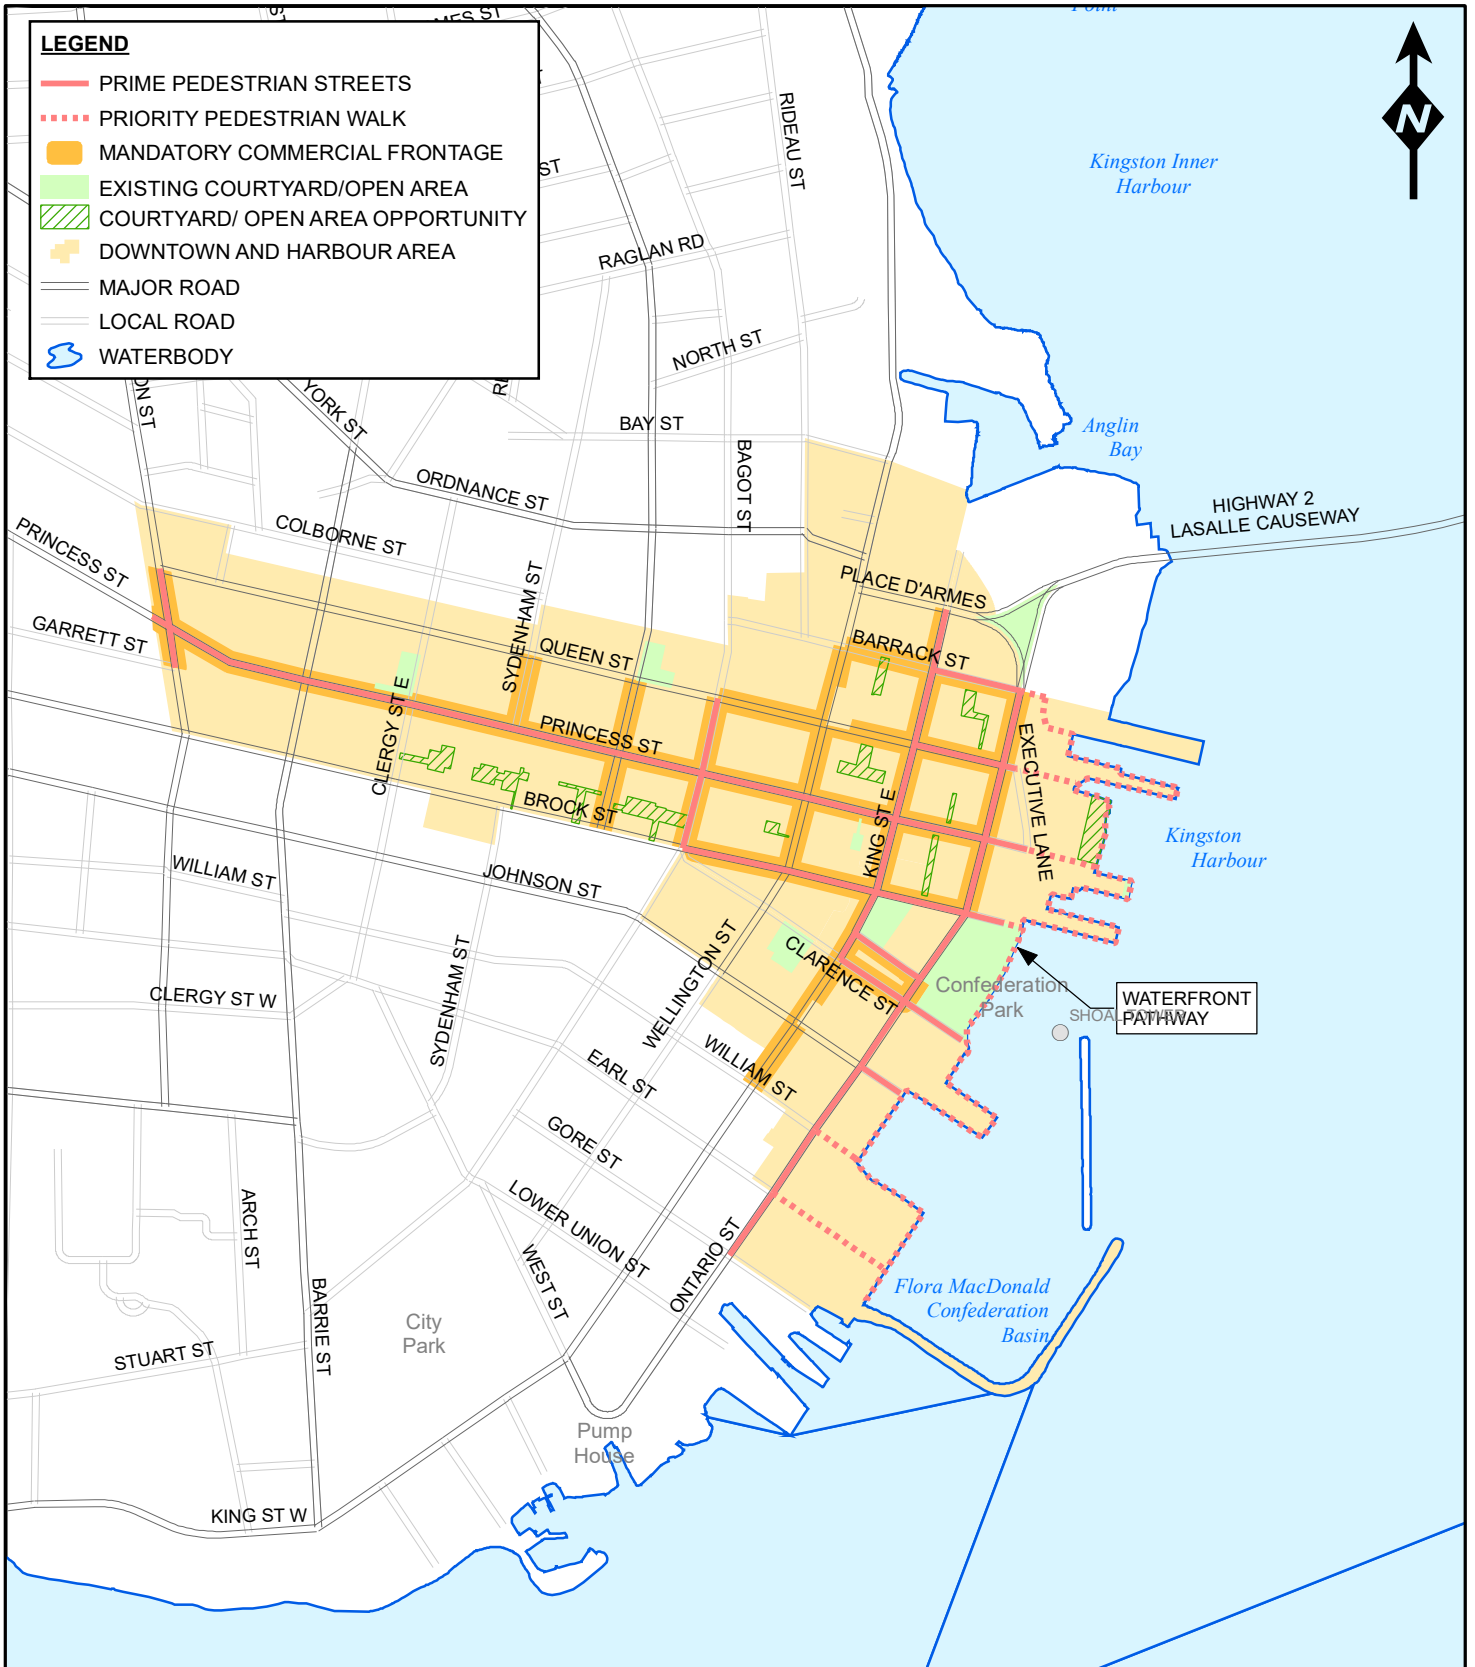 LEGEND
PRIME PEDESTRIAN STREETS
PRIORITY PEDESTRIAN WALK
MANDATORY COMMERCIAL FRONTAGE
EXISTING COURTYARD/OPEN AREA
COURTYARD/ OPEN AREA OPPORTUNITY
DOWNTOWN AND HARBOUR AREA
MAJOR ROAD
LOCAL ROAD
WATERBODY
N
Kingston Inner
Harbour
RIDEAU ST
ST
RAGLAN RD
NORTH ST
YORK ST
BAY ST
BAGOT ST
Anglin
Bay
ORDNANCE ST
HIGHWAY 2
LASALLE CAUSEWAY
COLBORNE ST
PRINCESS ST
PLACE D'ARMES
GARRETT ST
SYDENHAM ST
QUEEN ST
BARRACK ST
CLERGY ST E
PRINCESS ST
EXECUTIVE LANE
BROCK ST
KING ST E
Kingston
Harbour
WILLIAM ST
JOHNSON ST
CLARENCE ST
SYDENHAM ST
WELLINGTON ST
CLERGY ST W
Confederation
Park
WATERFRONT
PATHWAY
SHOAL TOWER
WILLIAM ST
EARL ST
GORE ST
LOWER UNION ST
ARCH ST
WEST ST
ONTARIO ST
BARRIE ST
City
Park
Flora MacDonald
Confederation
Basin
STUART ST
Pump
House
KING ST W